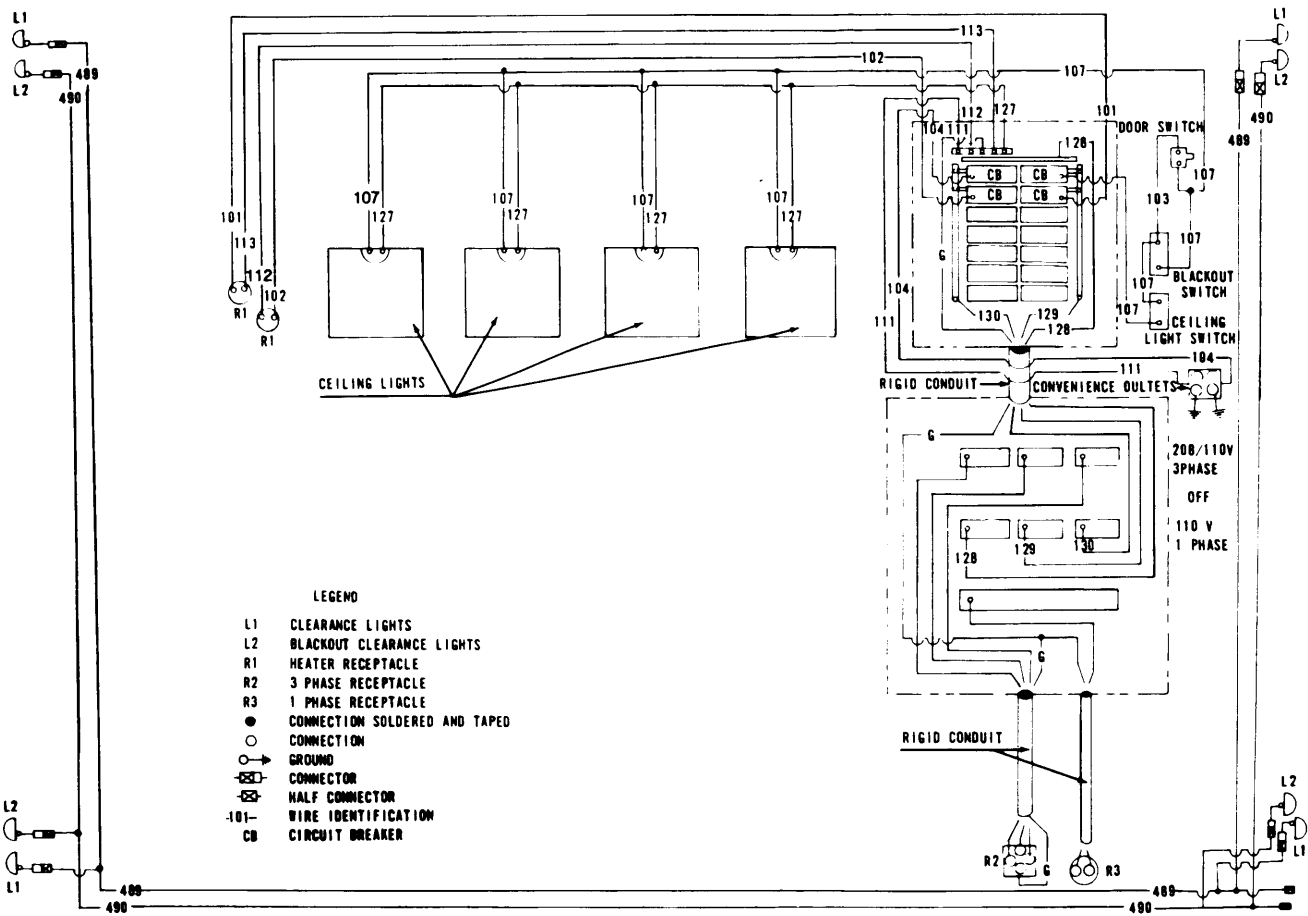 L1
L2
489
490
113
102
107
101
112
127
104
111
128
DOOR SWITCH
L1
L2
489
490
CB CB
CB CB
103
107
107
107
127
107
127
107
127
107
127
101
113
112
102
R1
R1
G
104
111
130
129
128
107
107
BLACKOUT
SWITCH
CEILING
LIGHT SWITCH
CEILING LIGHTS
RIGID CONDUIT
104
111
CONVENIENCE OULTETS
G
208/110V
3PHASE
OFF
110 V
1 PHASE
128
129
130
G
LEGEND
L1 CLEARANCE LIGHTS
L2 BLACKOUT CLEARANCE LIGHTS
R1 HEATER RECEPTACLE
R2 3 PHASE RECEPTACLE
R3 1 PHASE RECEPTACLE
CONNECTION SOLDERED AND TAPED
CONNECTION
GROUND
CONNECTOR
HALF CONNECTOR
-101- WIRE IDENTIFICATION
CB CIRCUIT BREAKER
RIGID CONDUIT
R2
G
R3
L2
L1
L2
L1
489
490
489
490